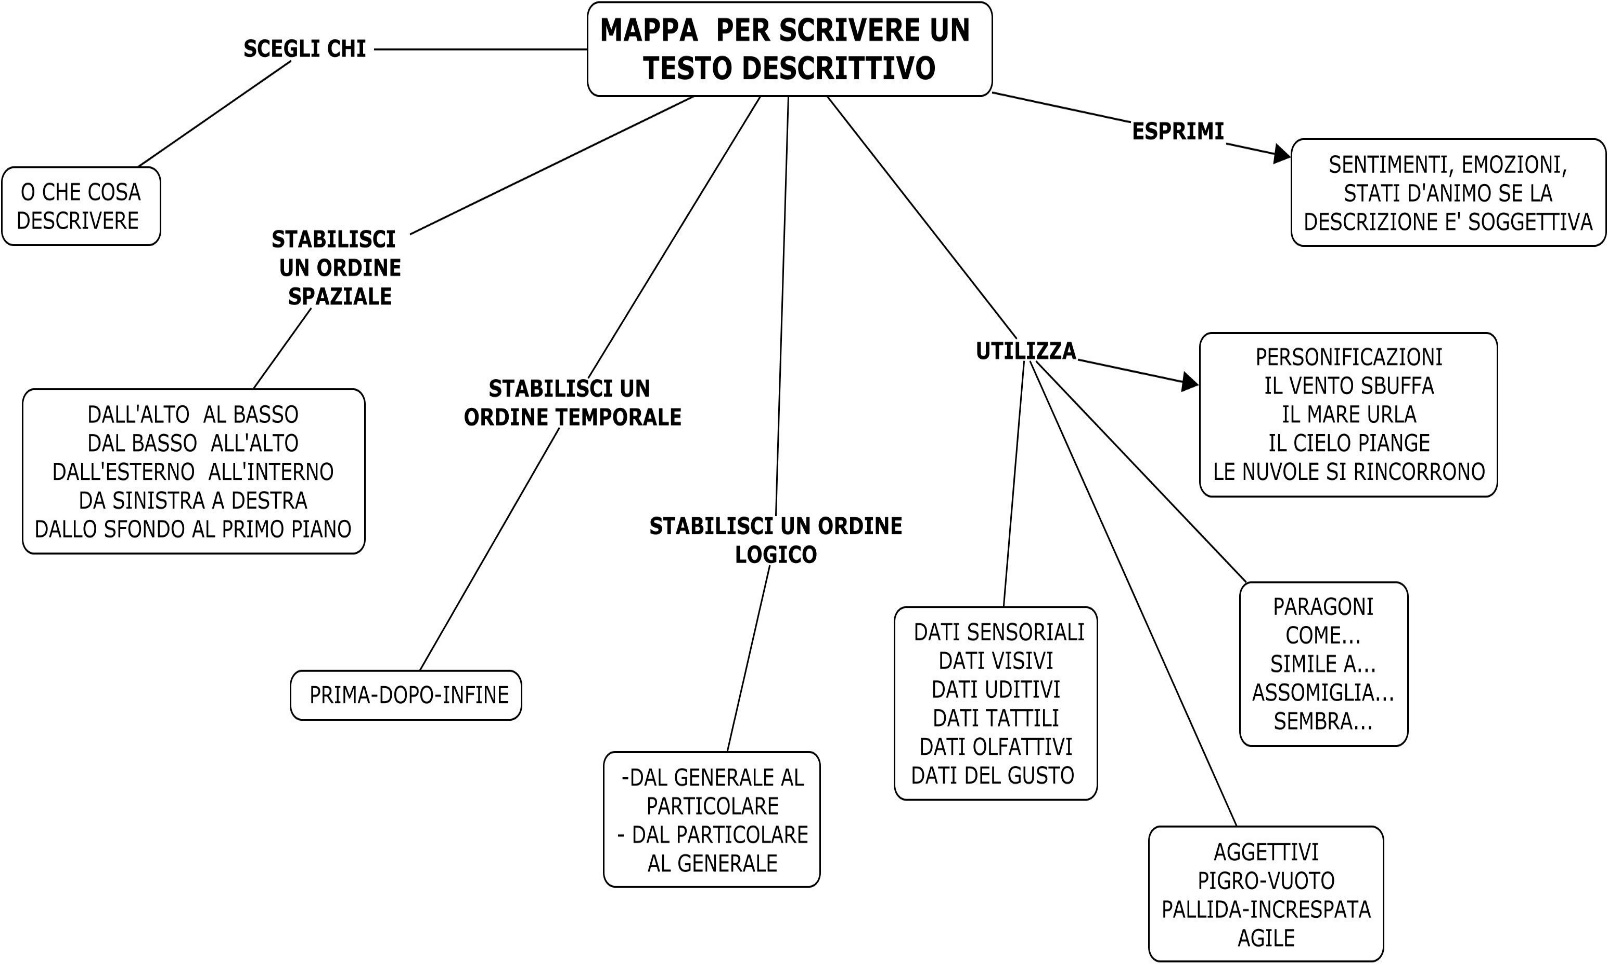 MAPPA  PER SCRIVERE UN
TESTO DESCRITTIVO
SCEGLI CHI
O CHE COSA
DESCRIVERE
STABILISCI
UN ORDINE
SPAZIALE
DALL'ALTO  AL BASSO
DAL BASSO  ALL'ALTO
DALL'ESTERNO  ALL'INTERNO
DA SINISTRA A DESTRA
DALLO SFONDO AL PRIMO PIANO
STABILISCI UN
ORDINE TEMPORALE
PRIMA-DOPO-INFINE
STABILISCI UN ORDINE
LOGICO
-DAL GENERALE AL
PARTICOLARE
- DAL PARTICOLARE
AL GENERALE
UTILIZZA
DATI SENSORIALI
DATI VISIVI
DATI UDITIVI
DATI TATTILI
DATI OLFATTIVI
DATI DEL GUSTO
AGGETTIVI
PIGRO-VUOTO
PALLIDA-INCRESPATA
AGILE
PARAGONI
COME...
SIMILE A...
ASSOMIGLIA...
SEMBRA...
PERSONIFICAZIONI
IL VENTO SBUFFA
IL MARE URLA
IL CIELO PIANGE
LE NUVOLE SI RINCORRONO
ESPRIMI
SENTIMENTI, EMOZIONI,
STATI D'ANIMO SE LA
DESCRIZIONE E' SOGGETTIVA